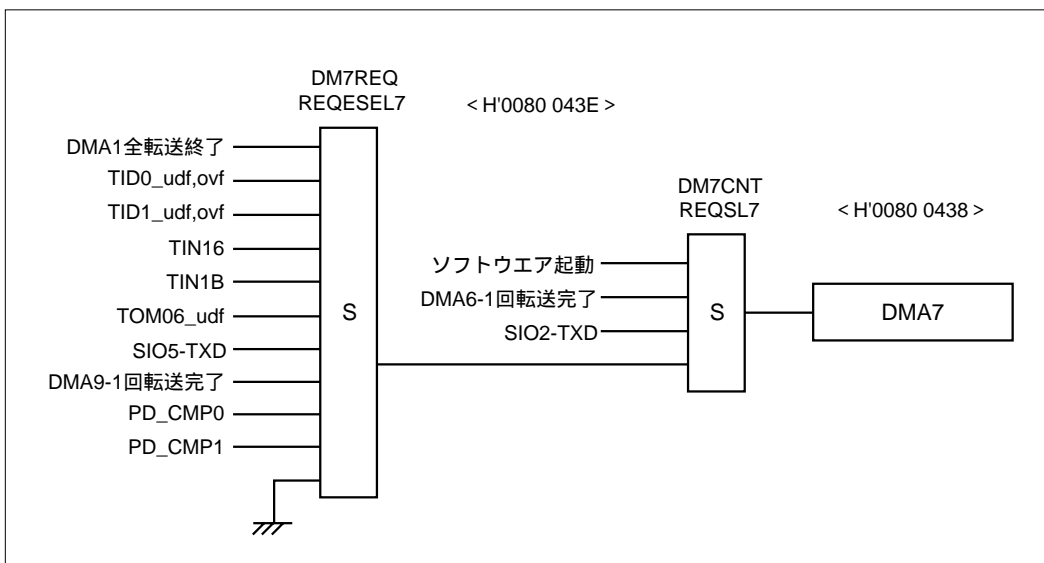 DM7REQ
REQESEL7
< H'0080 043E >
DMA1全転送終了
TID0_udf,ovf
TID1_udf,ovf
TIN16
TIN1B
TOM06_udf
SIO5-TXD
DMA9-1回転送完了
PD_CMP0
PD_CMP1
S
DM7CNT
REQSL7
< H'0080 0438 >
ソフトウエア起動
DMA6-1回転送完了
SIO2-TXD
S
DMA7